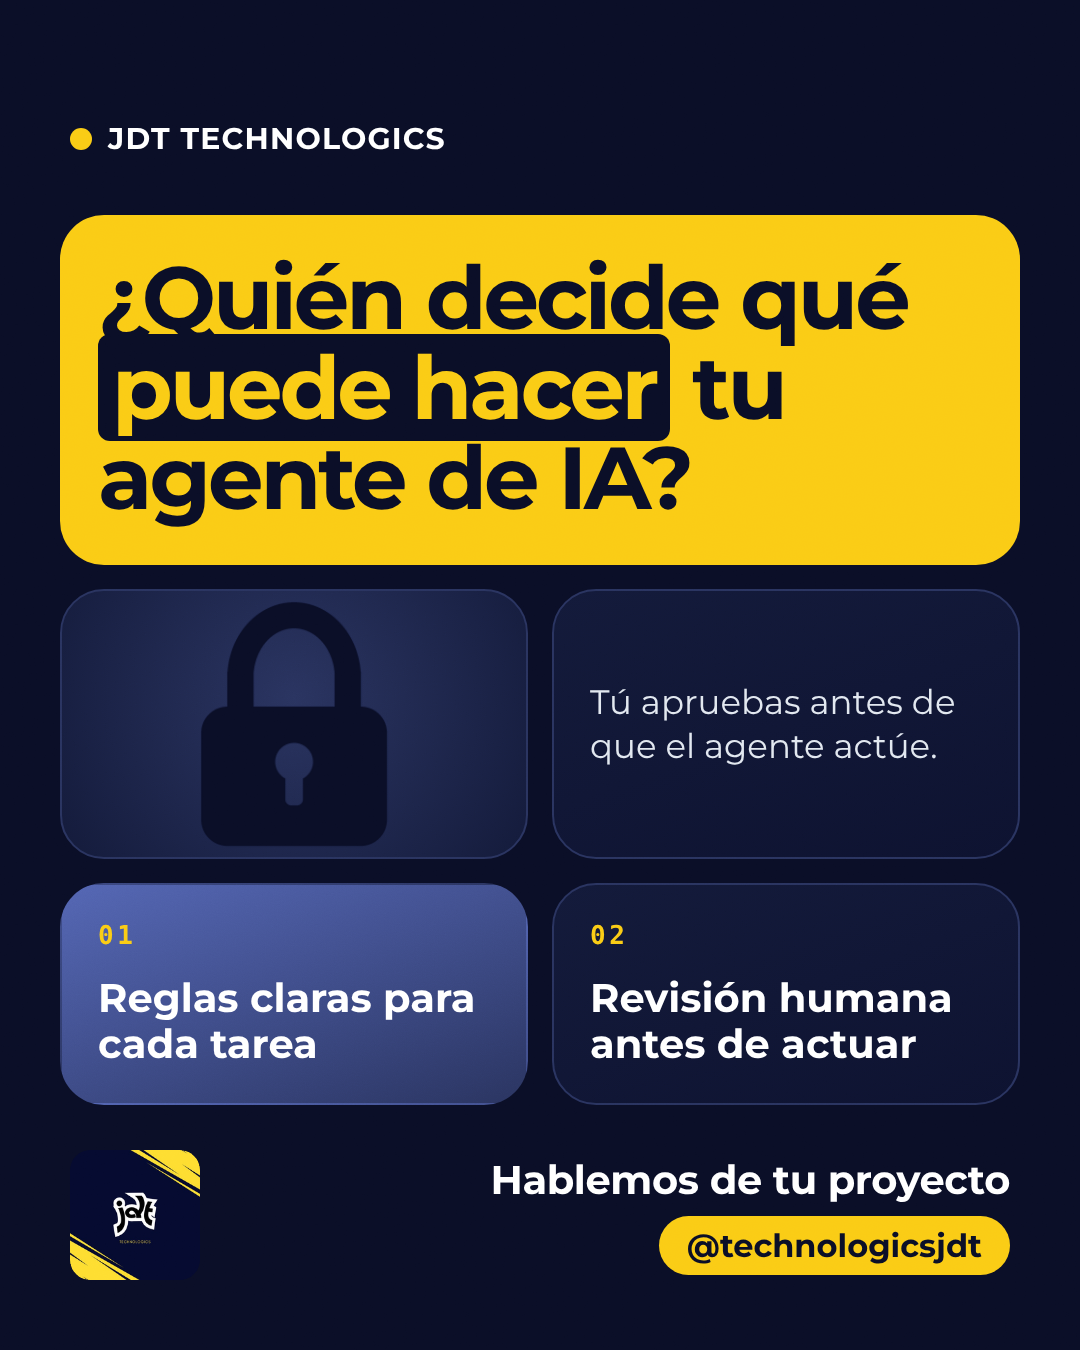 JDT TECHNOLOGICS
¿Quién decide qué
puede hacer tu
agente de IA?
Tú apruebas antes de
que el agente actúe.
01
Reglas claras para
cada tarea
02
Revisión humana
antes de actuar
jdt
TECHNOLOGICS
Hablemos de tu proyecto
@technologicsjdt